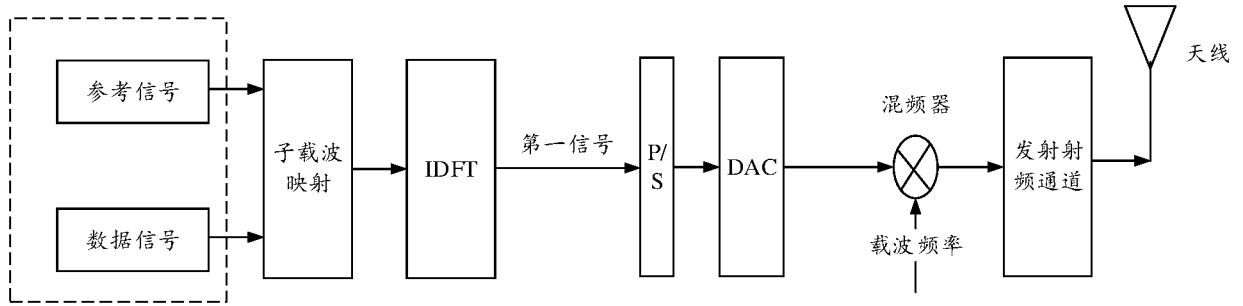 参考信号
数据信号
子载波
映射
IDFT
第一信号
P/
S
DAC
混频器
载波频率
发射射
频通道
天线